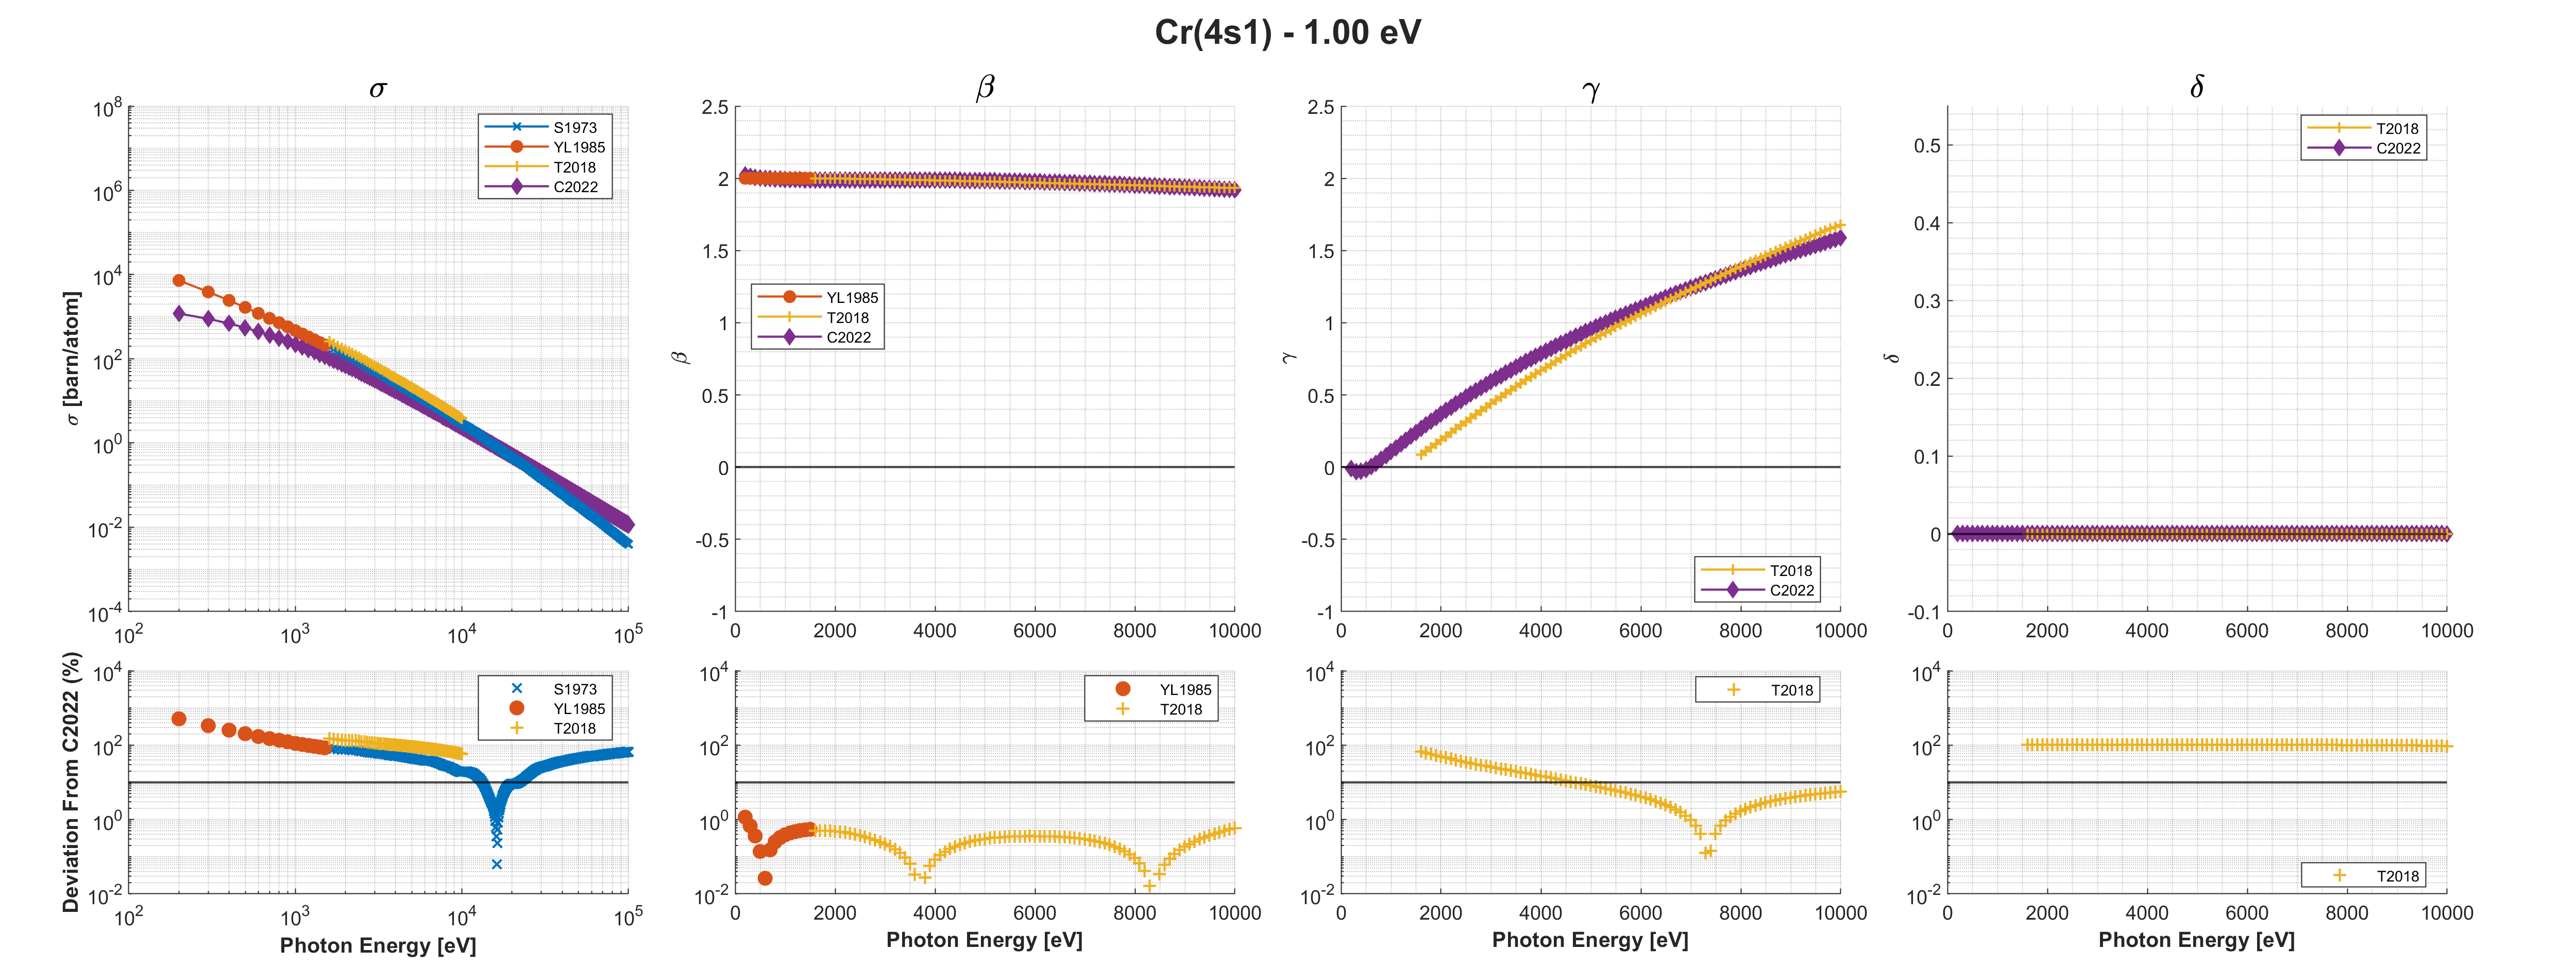 Cr(4s1) - 1.00 eV
σ
10^8
10^6
10^4
10^2
10^0
10^-2
10^-4
10^2 10^3 10^4 10^5
σ [barn/atom]
S1973
YL1985
T2018
C2022
β
2.5
2
1.5
1
0.5
0
-0.5
-1
0 2000 4000 6000 8000 10000
β
YL1985
T2018
C2022
γ
2.5
2
1.5
1
0.5
0
-0.5
-1
0 2000 4000 6000 8000 10000
γ
T2018
C2022
δ
0.5
0.4
0.3
0.2
0.1
0
-0.1
0 2000 4000 6000 8000 10000
δ
T2018
C2022
10^4
10^2
10^0
10^-2
10^2 10^3 10^4 10^5
Deviation From C2022 (%)
Photon Energy [eV]
S1973
YL1985
T2018
10^4
10^2
10^0
10^-2
0 2000 4000 6000 8000 10000
Photon Energy [eV]
YL1985
T2018
10^4
10^2
10^0
10^-2
0 2000 4000 6000 8000 10000
Photon Energy [eV]
T2018
10^4
10^2
10^0
10^-2
0 2000 4000 6000 8000 10000
Photon Energy [eV]
T2018